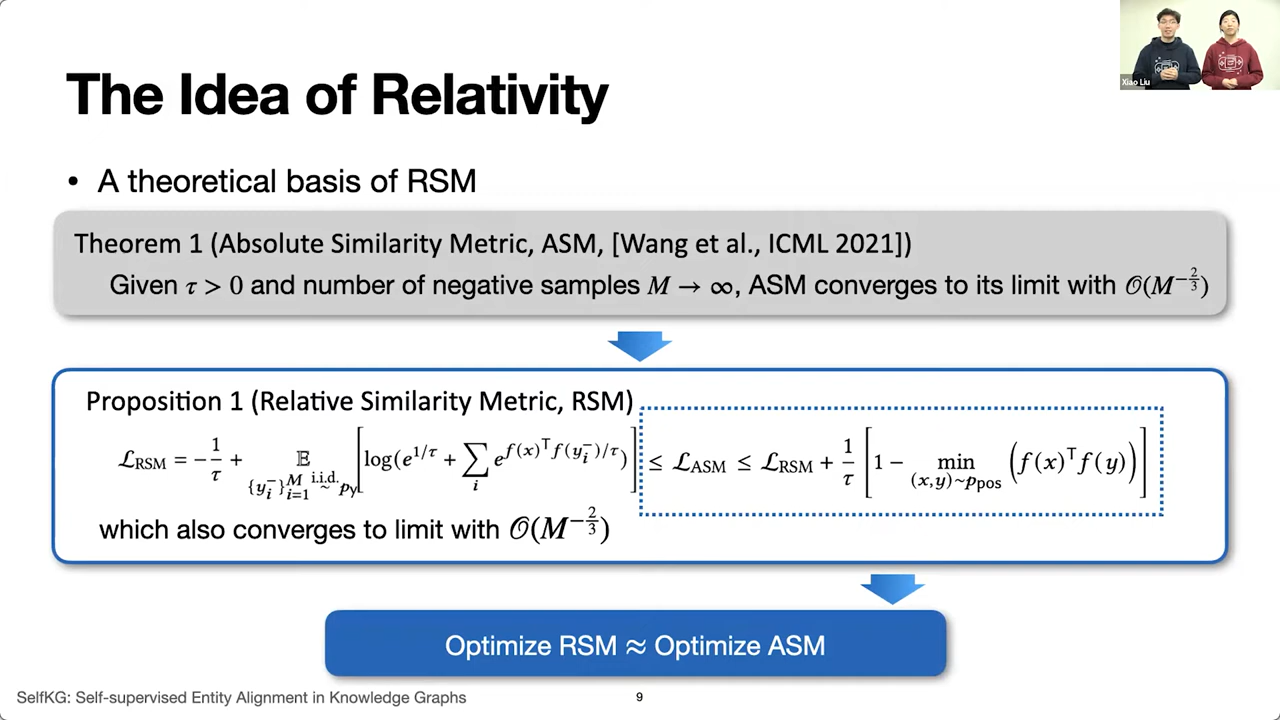 The Idea of Relativity
Xiao Liu
• A theoretical basis of RSM
Theorem 1 (Absolute Similarity Metric, ASM, [Wang et al., ICML 2021])
Given τ > 0 and number of negative samples M → ∞, ASM converges to its limit with 𝒪(M^{-2/3})
Proposition 1 (Relative Similarity Metric, RSM)
ℒ_RSM = −1/τ + 𝔼_{{y_i^−}_{i=1}^M i.i.d. ~ p_y} [log(e^{1/τ} + ∑_i e^{f(x)^⊤ f(y_i^−)/τ})] ≤ ℒ_ASM ≤ ℒ_RSM + 1/τ [1 − min_{(x,y)~p_pos} (f(x)^⊤ f(y))]
which also converges to limit with 𝒪(M^{-2/3})
Optimize RSM ≈ Optimize ASM
SelfKG: Self-supervised Entity Alignment in Knowledge Graphs
9